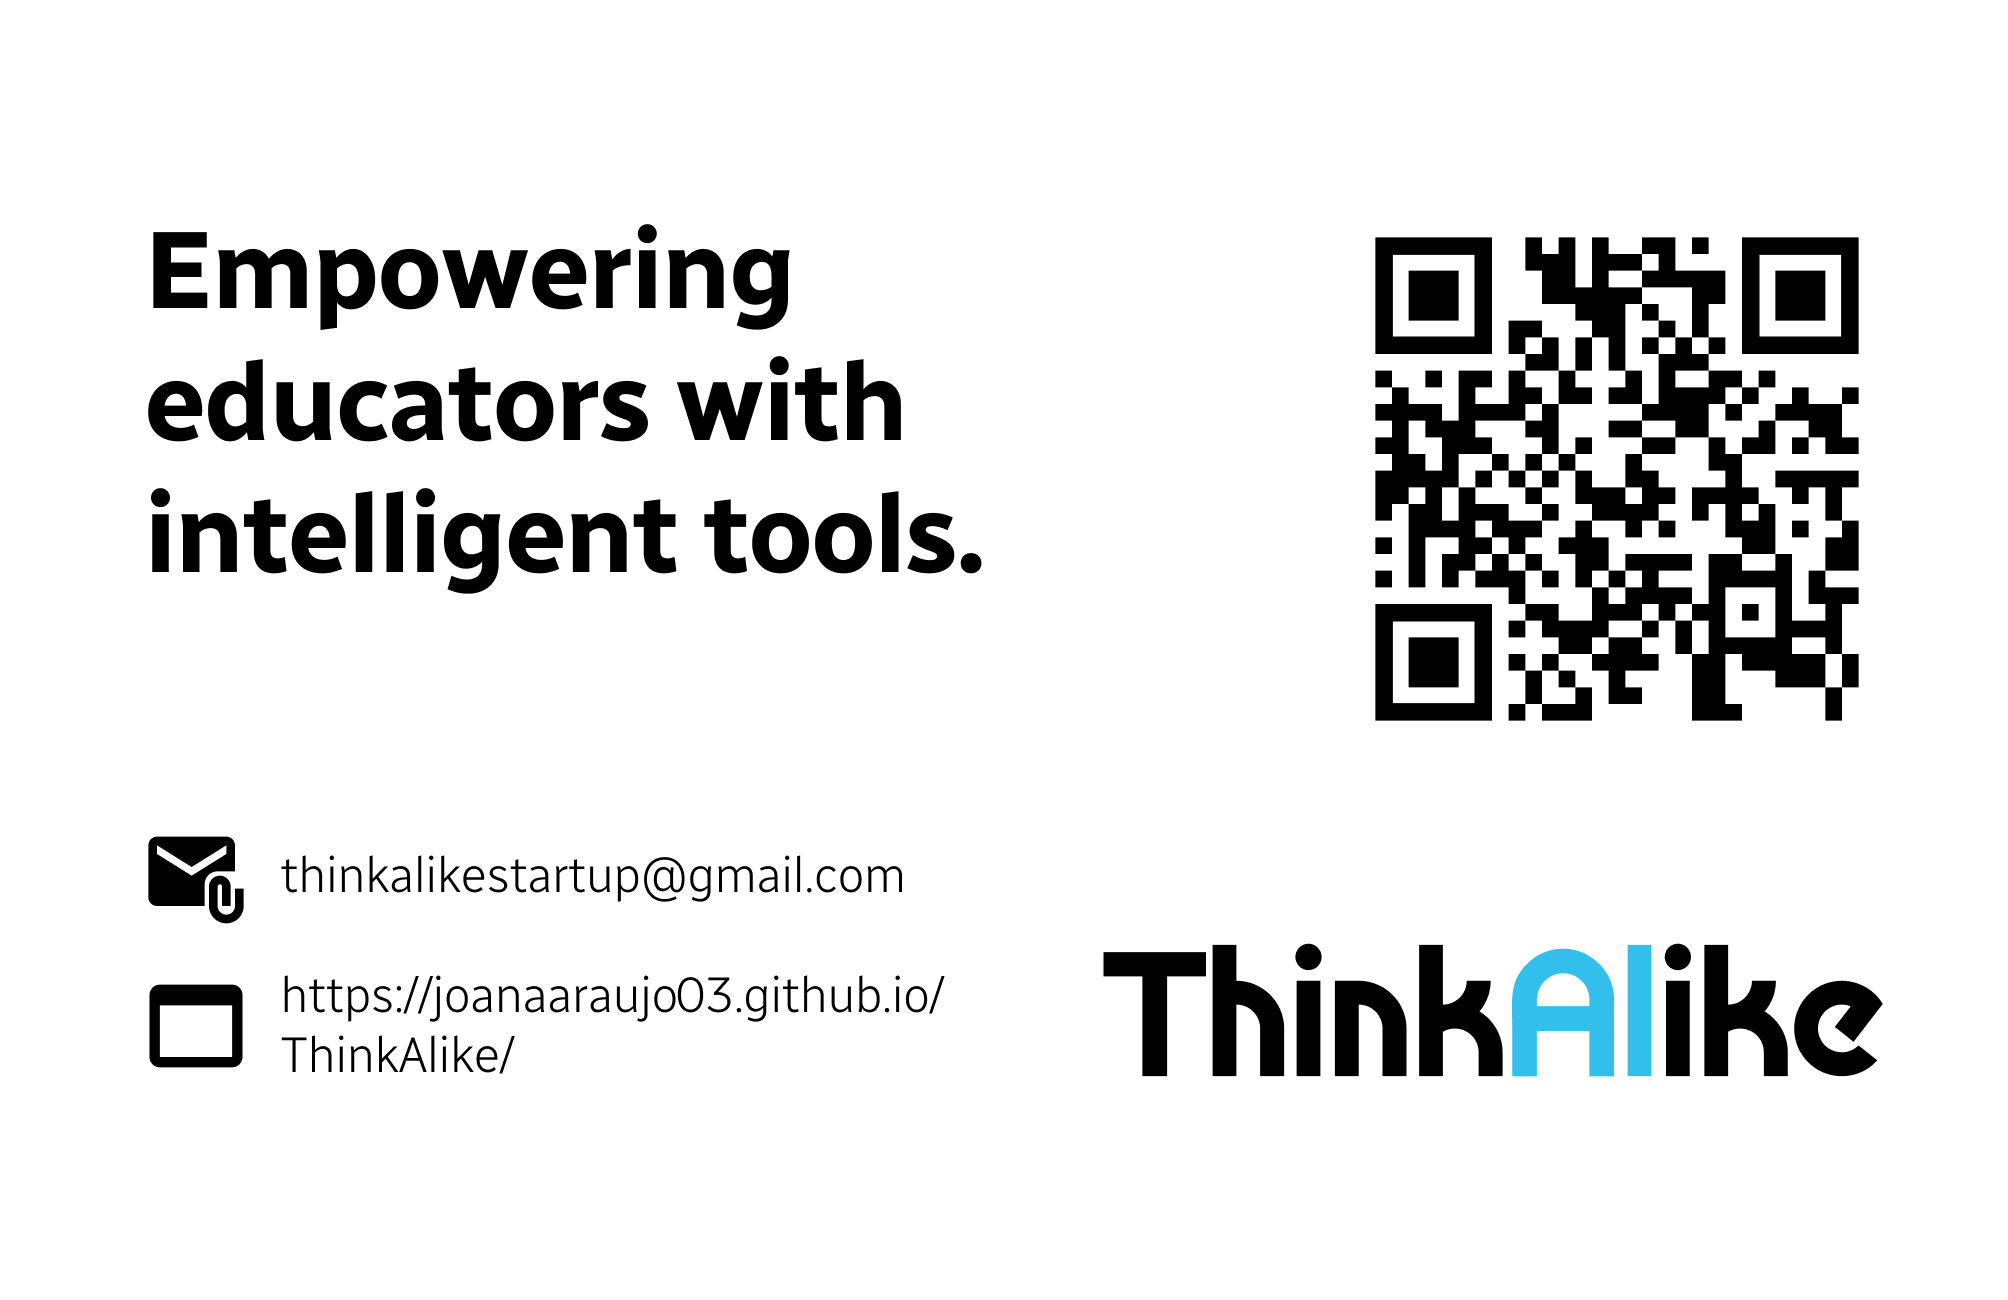 Empowering
educators with
intelligent tools.
thinkalikestartup@gmail.com
https://joanaaraujo03.github.io/
ThinkAlike/
ThinkAlike